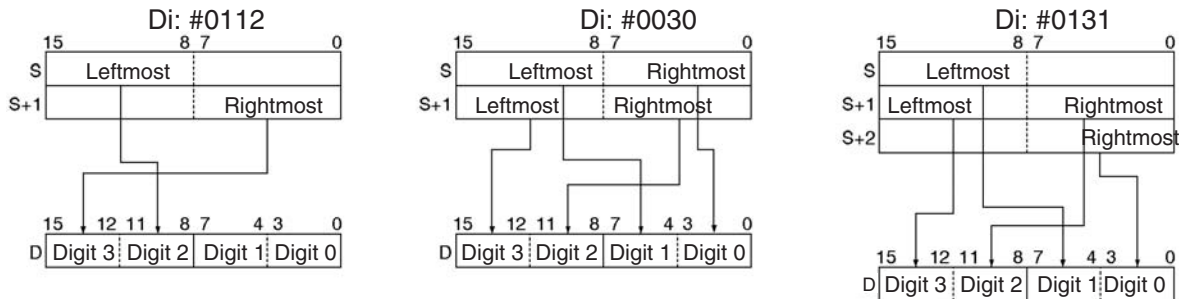 Di: #0112
15 8 7 0
S Leftmost
S+1 Rightmost
15 12 11 8 7 4 3 0
D Digit 3 Digit 2 Digit 1 Digit 0
Di: #0030
15 8 7 0
S Leftmost Rightmost
S+1 Leftmost Rightmost
15 12 11 8 7 4 3 0
D Digit 3 Digit 2 Digit 1 Digit 0
Di: #0131
15 8 7 0
S Leftmost
S+1 Leftmost Rightmost
S+2 Rightmost
15 12 11 8 7 4 3 0
D Digit 3 Digit 2 Digit 1 Digit 0